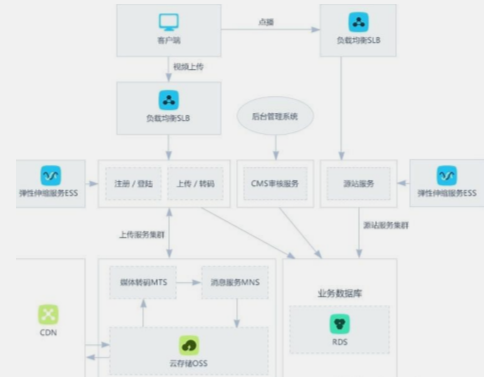 点播
客户端
负载均衡SLB
视频上传
负载均衡SLB
后台管理系统
弹性伸缩服务ESS
注册 / 登陆
上传 / 转码
CMS审核服务
源站服务
弹性伸缩服务ESS
上传服务集群
源站服务集群
媒体转码MTS
消息服务MNS
业务数据库
CDN
云存储OSS
RDS